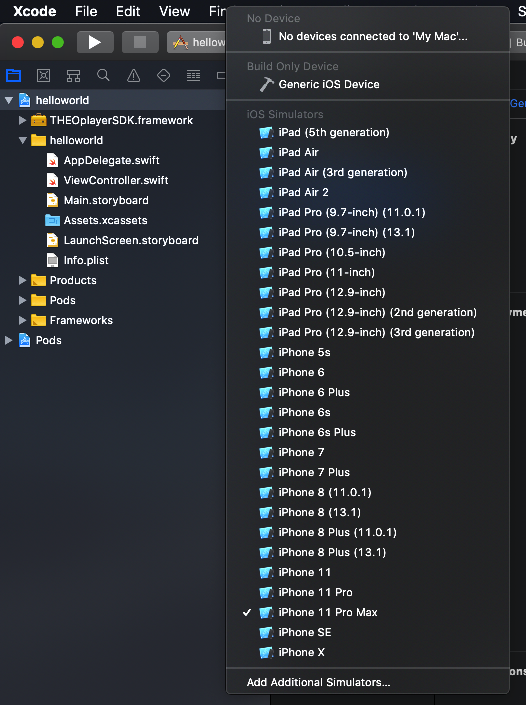 Xcode File Edit View Fin
No Device
No devices connected to 'My Mac'...
Build Only Device
Generic iOS Device
iOS Simulators
iPad (5th generation)
iPad Air
iPad Air (3rd generation)
iPad Air 2
iPad Pro (9.7-inch) (11.0.1)
iPad Pro (9.7-inch) (13.1)
iPad Pro (10.5-inch)
iPad Pro (11-inch)
iPad Pro (12.9-inch)
iPad Pro (12.9-inch) (2nd generation)
iPad Pro (12.9-inch) (3rd generation)
iPhone 5s
iPhone 6
iPhone 6 Plus
iPhone 6s
iPhone 6s Plus
iPhone 7
iPhone 7 Plus
iPhone 8 (11.0.1)
iPhone 8 (13.1)
iPhone 8 Plus (11.0.1)
iPhone 8 Plus (13.1)
iPhone 11
iPhone 11 Pro
iPhone 11 Pro Max
iPhone SE
iPhone X
Add Additional Simulators...
hellow
helloworld
THEOplayerSDK.framework
helloworld
AppDelegate.swift
ViewController.swift
Main.storyboard
Assets.xcassets
LaunchScreen.storyboard
Info.plist
Products
Pods
Frameworks
Pods
S
Bu
Gen
y
yme
ons